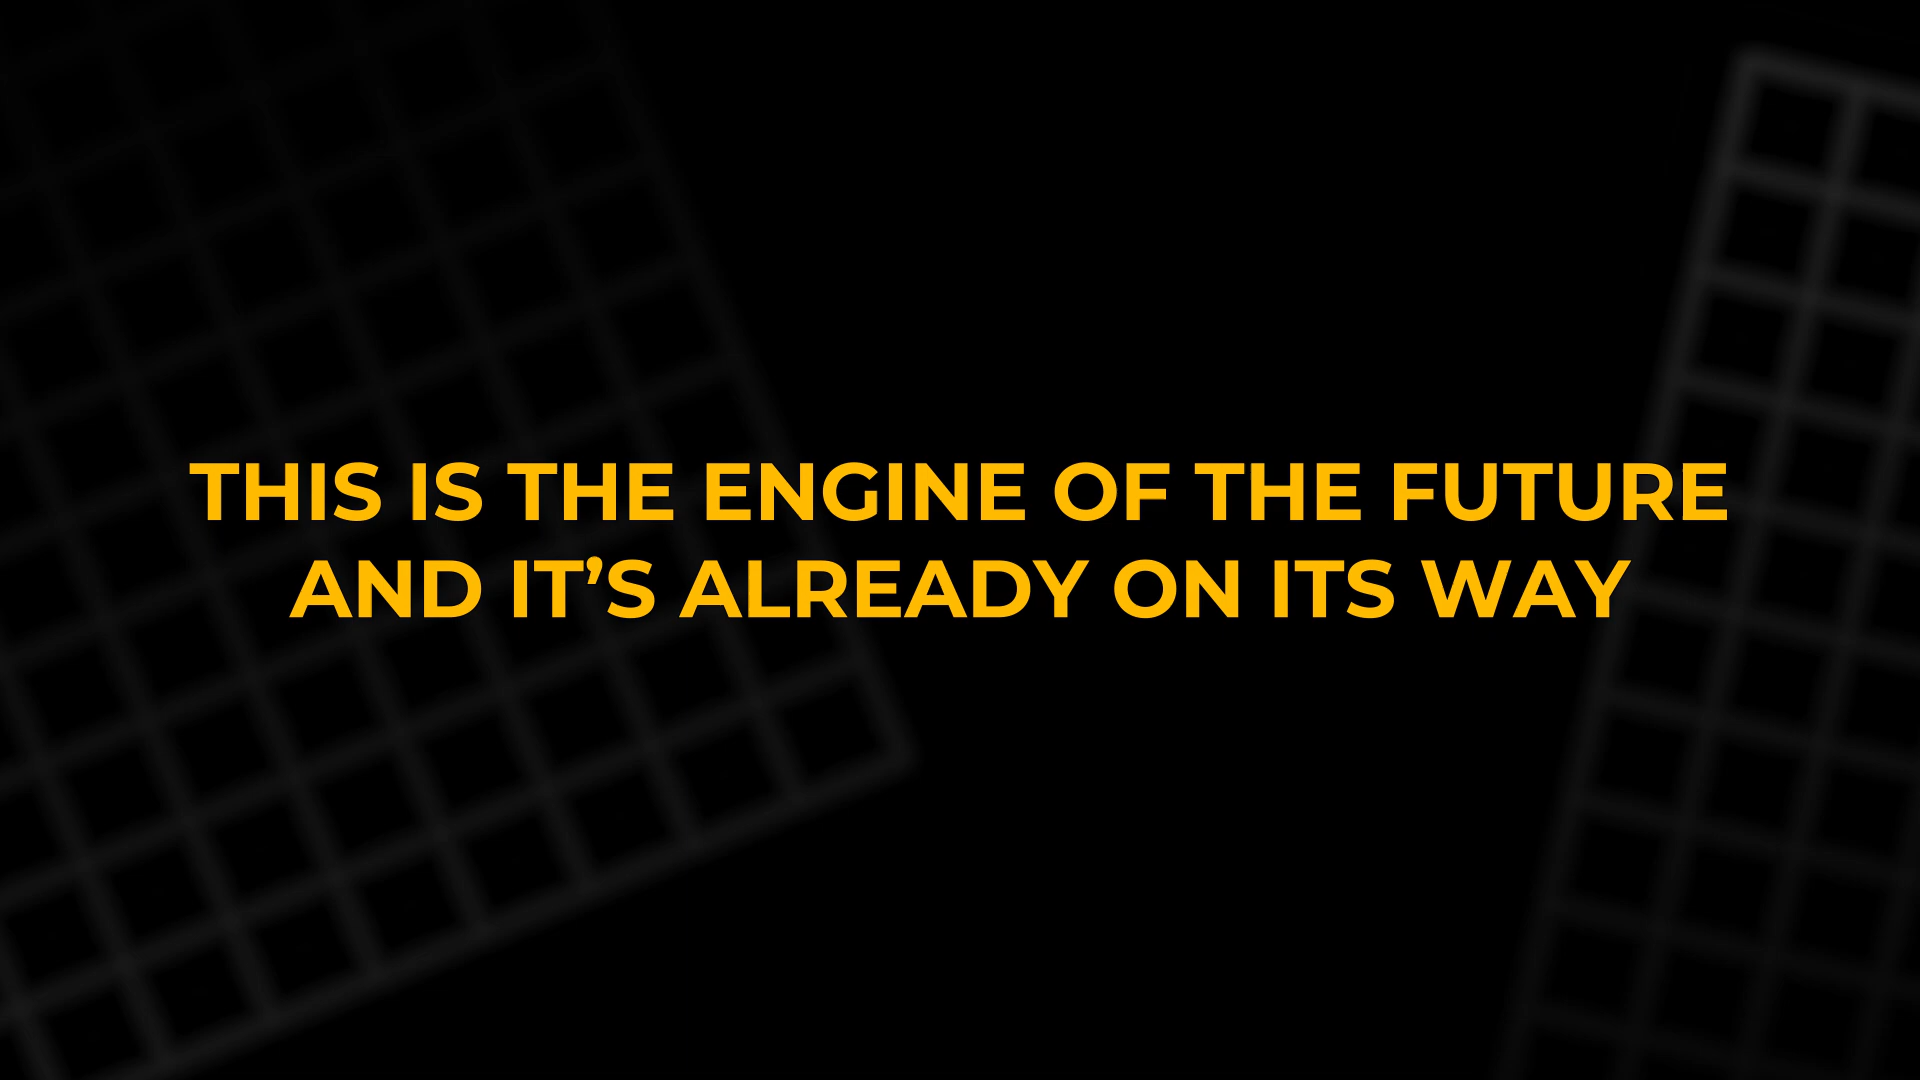 THIS IS THE ENGINE OF THE FUTURE
AND IT’S ALREADY ON ITS WAY